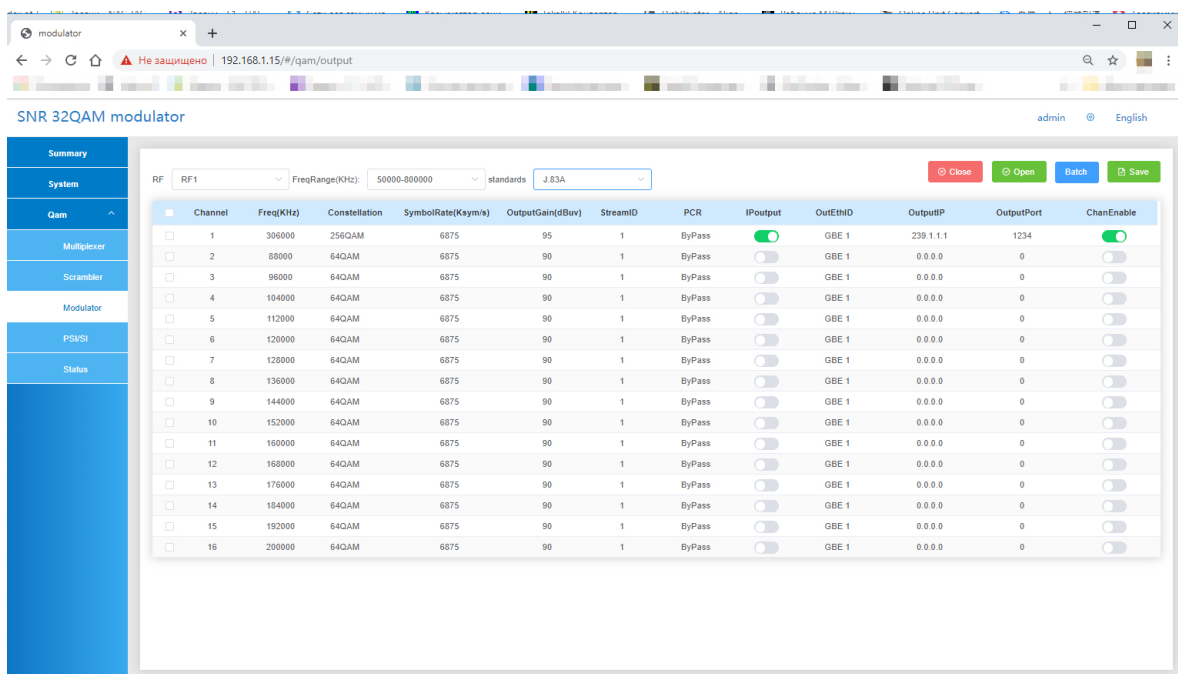 modulator
Не защищено
192.168.1.15/#/qam/output
SNR 32QAM modulator
admin English
Summary
System
Qam
Multiplexer
Scrambler
Modulator
PSI/SI
Status
RF RF1 FreqRange(KHz): 50000-800000 standards J.83A
Close Open Batch Save
Channel Freq(KHz) Constellation SymbolRate(Ksym/s) OutputGain(dBuv) StreamID PCR IPoutput OutEthID OutputIP OutputPort ChanEnable
1 306000 256QAM 6875 95 1 ByPass GBE 1 239.1.1.1 1234
2 88000 64QAM 6875 90 1 ByPass GBE 1 0.0.0.0 0
3 96000 64QAM 6875 90 1 ByPass GBE 1 0.0.0.0 0
4 104000 64QAM 6875 90 1 ByPass GBE 1 0.0.0.0 0
5 112000 64QAM 6875 90 1 ByPass GBE 1 0.0.0.0 0
6 120000 64QAM 6875 90 1 ByPass GBE 1 0.0.0.0 0
7 128000 64QAM 6875 90 1 ByPass GBE 1 0.0.0.0 0
8 136000 64QAM 6875 90 1 ByPass GBE 1 0.0.0.0 0
9 144000 64QAM 6875 90 1 ByPass GBE 1 0.0.0.0 0
10 152000 64QAM 6875 90 1 ByPass GBE 1 0.0.0.0 0
11 160000 64QAM 6875 90 1 ByPass GBE 1 0.0.0.0 0
12 168000 64QAM 6875 90 1 ByPass GBE 1 0.0.0.0 0
13 176000 64QAM 6875 90 1 ByPass GBE 1 0.0.0.0 0
14 184000 64QAM 6875 90 1 ByPass GBE 1 0.0.0.0 0
15 192000 64QAM 6875 90 1 ByPass GBE 1 0.0.0.0 0
16 200000 64QAM 6875 90 1 ByPass GBE 1 0.0.0.0 0